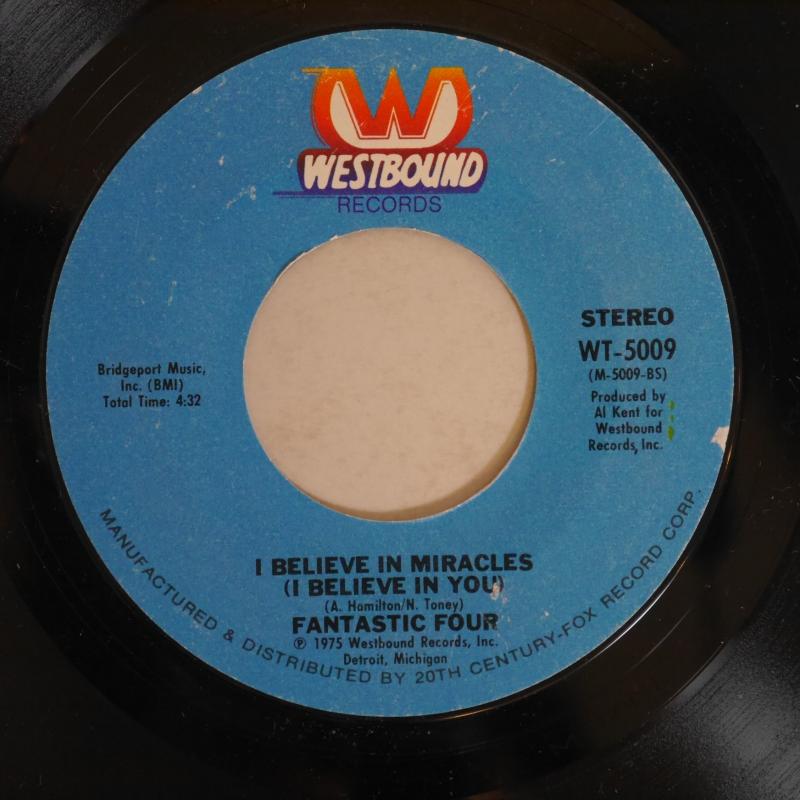 W
WESTBOUND
RECORDS
STEREO
WT-5009
(M-5009-BS)
Produced by
Al Kent for
Westbound
Records, Inc.
Bridgeport Music,
Inc. (BMI)
Total Time: 4:32
I BELIEVE IN MIRACLES
(I BELIEVE IN YOU)
(A. Hamilton/N. Toney)
FANTASTIC FOUR
℗ 1975 Westbound Records, Inc.
Detroit, Michigan
MANUFACTURED & DISTRIBUTED BY 20TH CENTURY-FOX RECORD CORP.